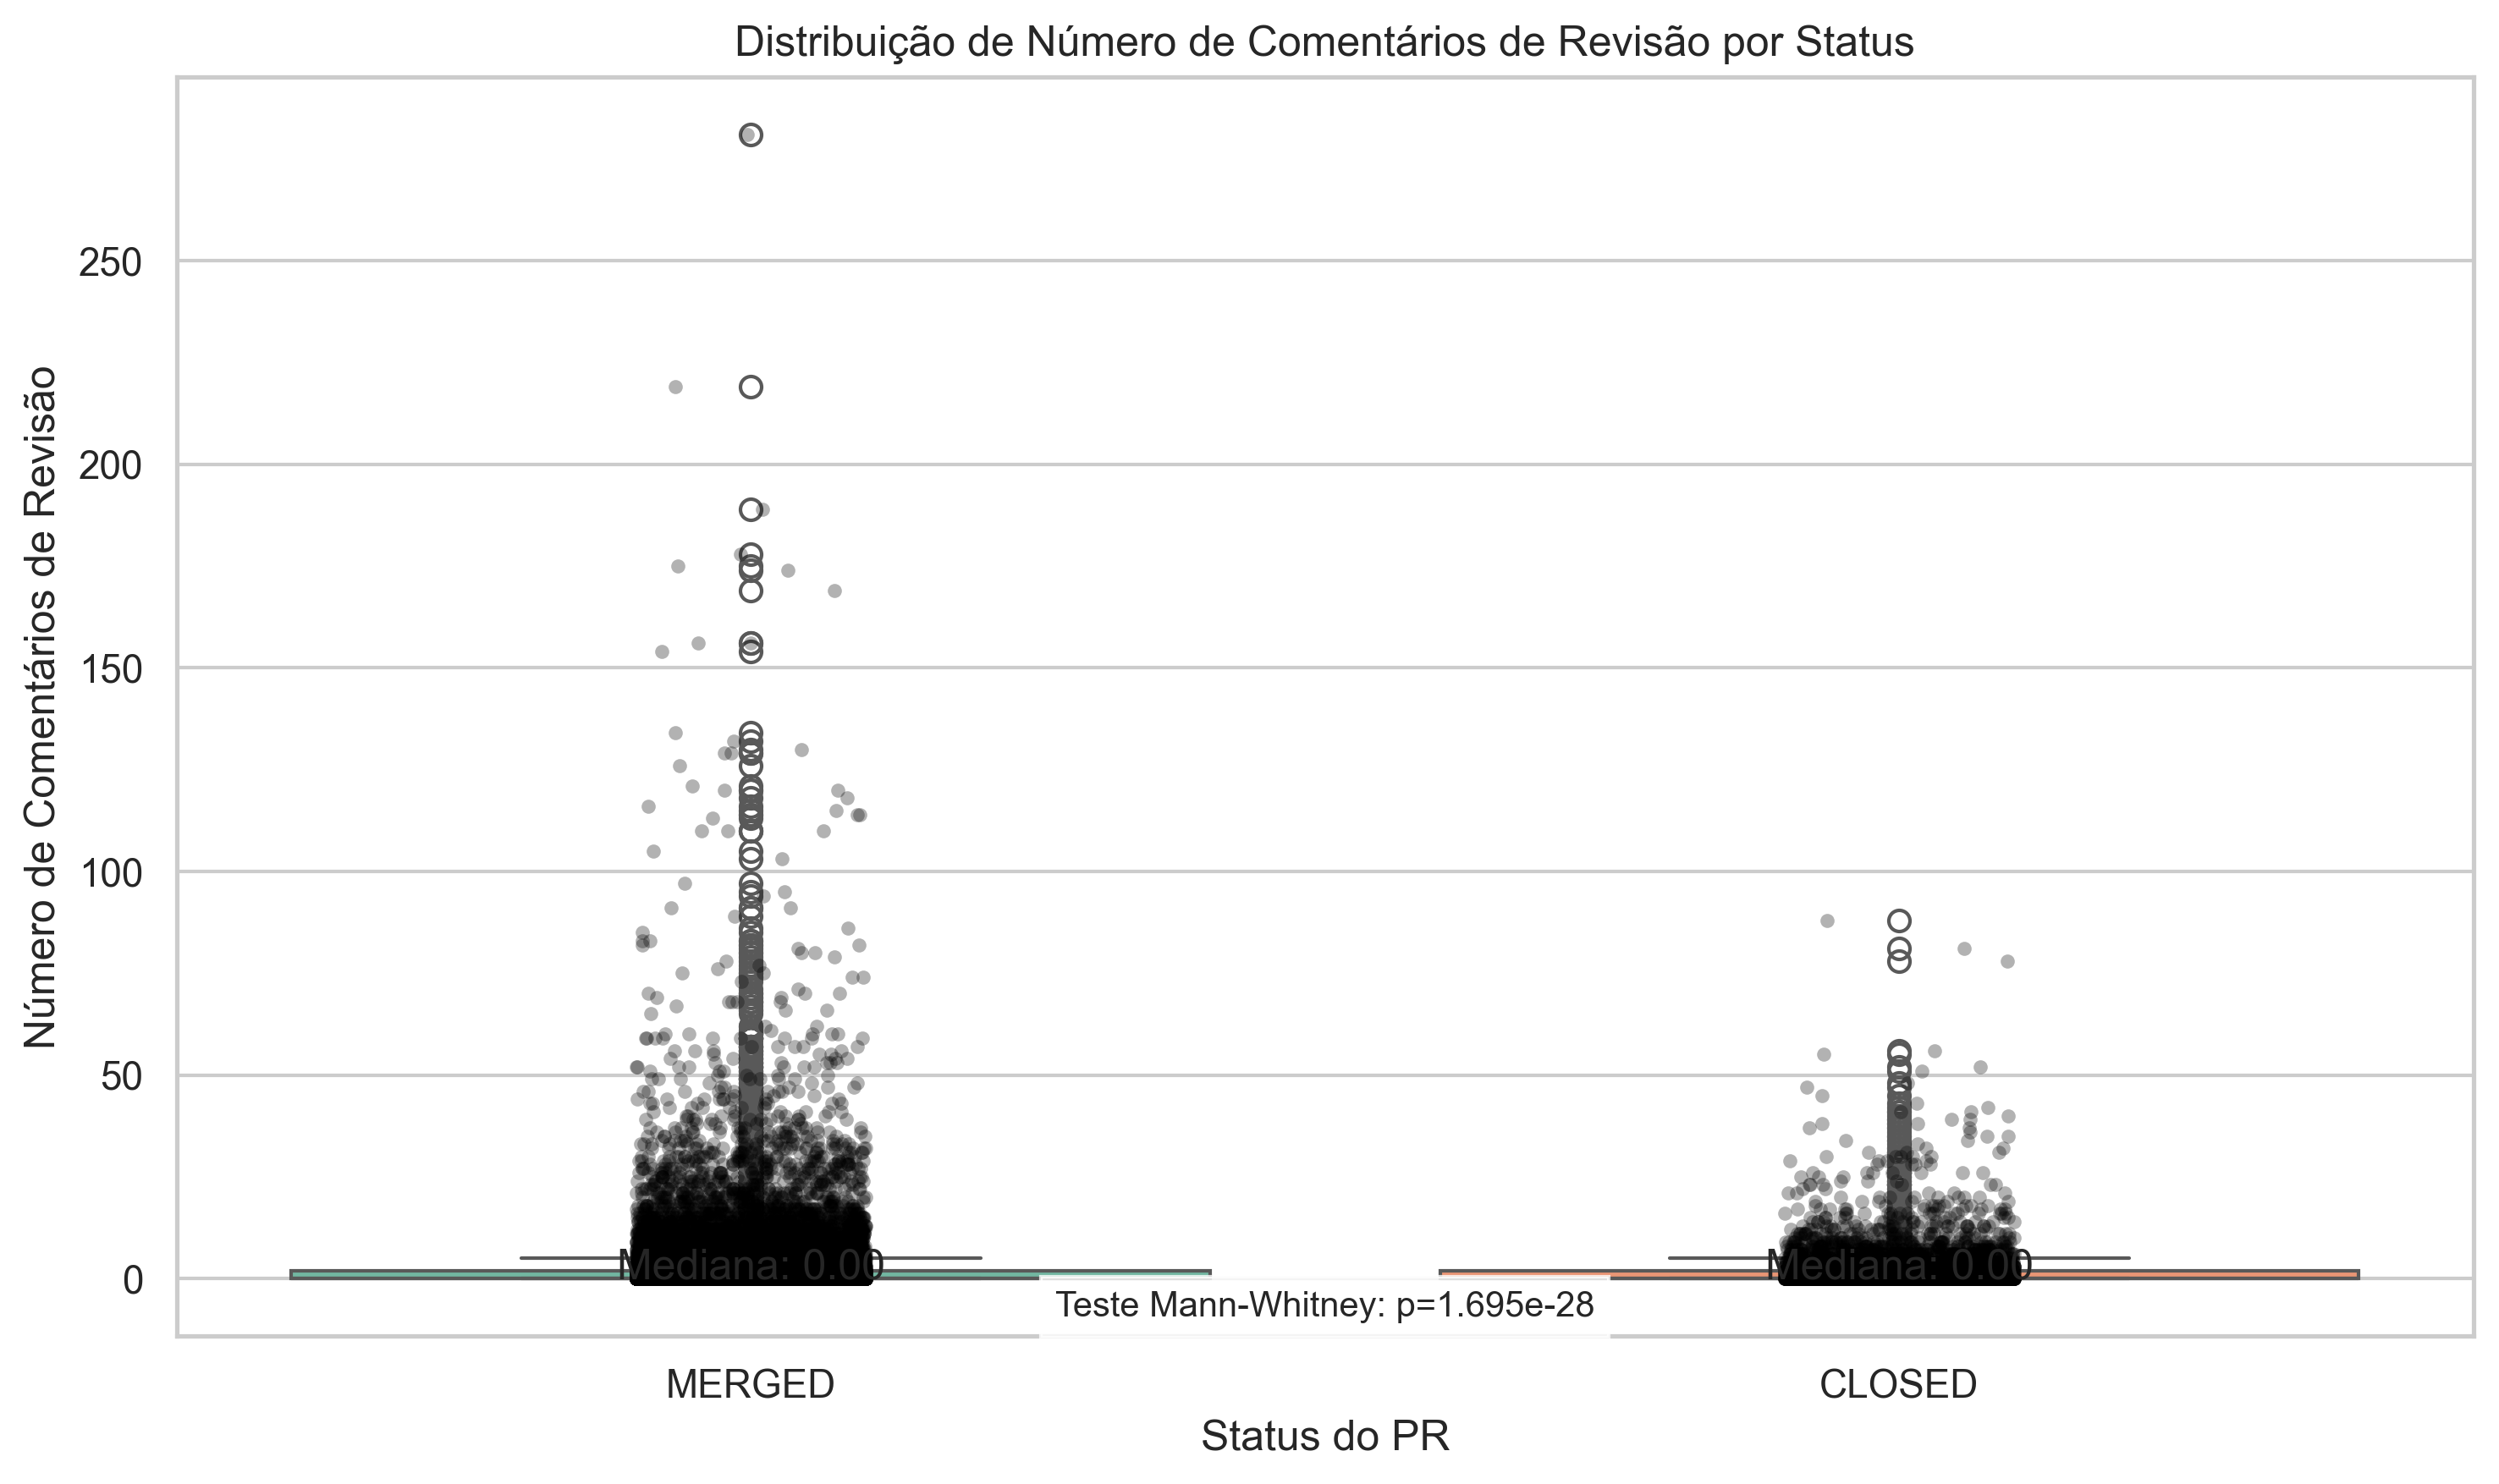 Distribuição de Número de Comentários de Revisão por Status
Número de Comentários de Revisão
250
200
150
100
50
0
Mediana: 0.00
Mediana: 0.00
Teste Mann-Whitney: p=1.695e-28
MERGED
CLOSED
Status do PR